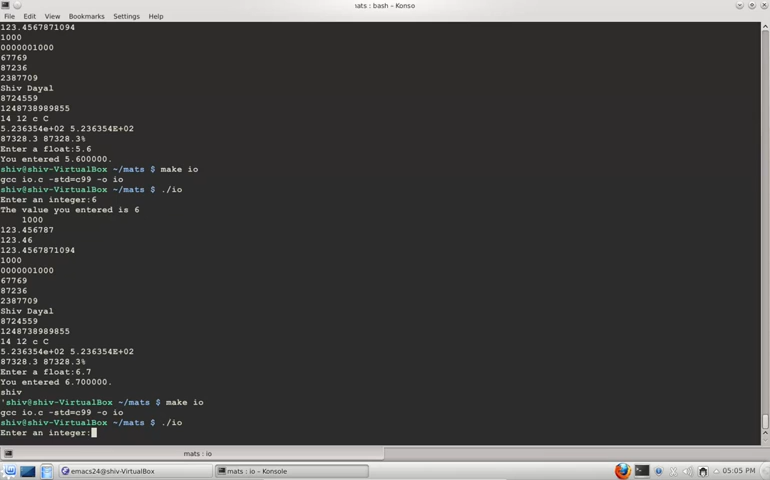 mats : bash – Konso
File Edit View Bookmarks Settings Help
123.4567871094
1000
0000001000
67769
87236
2387709
Shiv Dayal
8724559
1248738989855
14 12 c C
5.236354e+02 5.236354E+02
87328.3 87328.3%
Enter a float:5.6
You entered 5.600000.
shiv@shiv-VirtualBox ~/mats $ make io
gcc io.c -std=c99 -o io
shiv@shiv-VirtualBox ~/mats $ ./io
Enter an integer:6
The value you entered is 6
1000
123.456787
123.46
123.4567871094
1000
0000001000
67769
87236
2387709
Shiv Dayal
8724559
1248738989855
14 12 c C
5.236354e+02 5.236354E+02
87328.3 87328.3%
Enter a float:6.7
You entered 6.700000.
shiv
'shiv@shiv-VirtualBox ~/mats $ make io
gcc io.c -std=c99 -o io
shiv@shiv-VirtualBox ~/mats $ ./io
Enter an integer:
mats : io
emacs24@shiv-VirtualBox mats : io – Konsole 05:05 PM